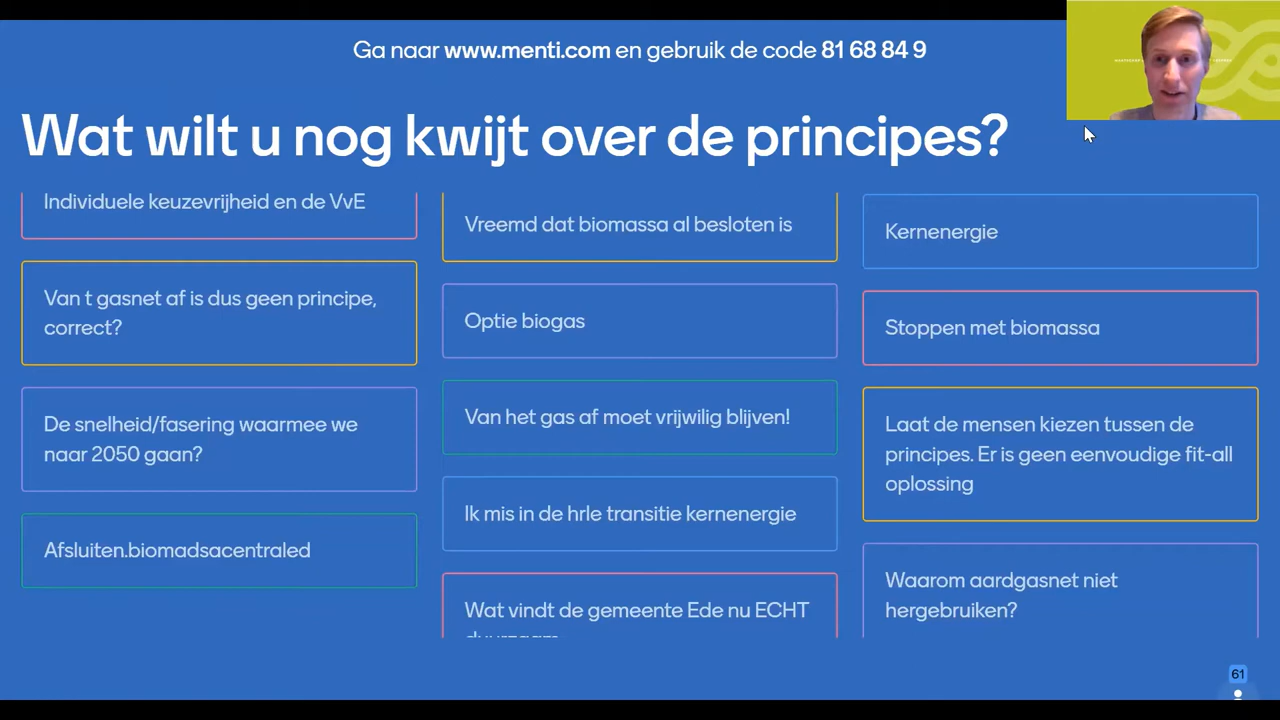 Ga naar www.menti.com en gebruik de code 81 68 84 9
Wat wilt u nog kwijt over de principes?
Individuele keuzevrijheid en de VvE
Van t gasnet af is dus geen principe,
correct?
De snelheid/fasering waarmee we
naar 2050 gaan?
Afsluiten.biomadsacentraled
Vreemd dat biomassa al besloten is
Optie biogas
Van het gas af moet vrijwilig blijven!
Ik mis in de hrle transitie kernenergie
Wat vindt de gemeente Ede nu ECHT
Kernenergie
Stoppen met biomassa
Laat de mensen kiezen tussen de
principes. Er is geen eenvoudige fit-all
oplossing
Waarom aardgasnet niet
hergebruiken?
61